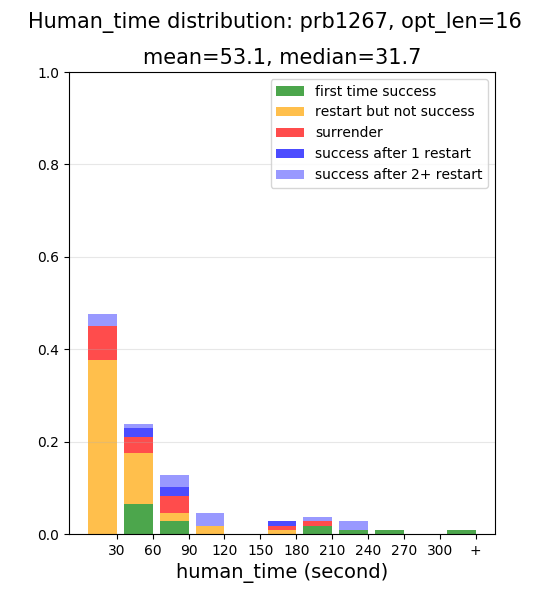 Human_time distribution: prb1267, opt_len=16
mean=53.1, median=31.7
1.0
0.8
0.6
0.4
0.2
0.0
first time success
restart but not success
surrender
success after 1 restart
success after 2+ restart
30 60 90 120 150 180 210 240 270 300 +
human_time (second)